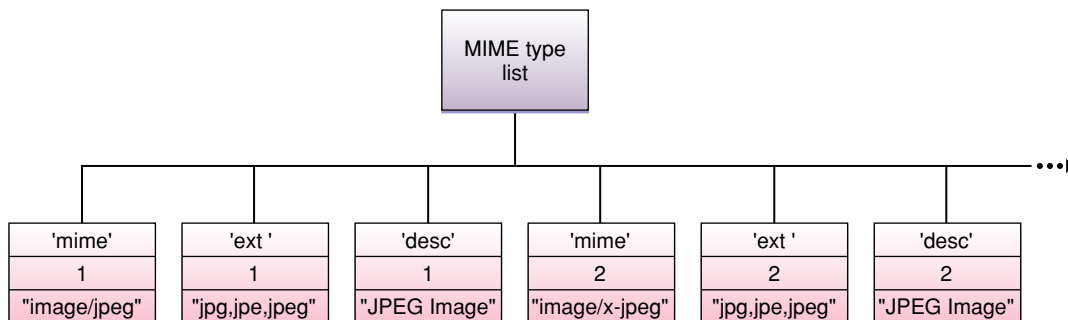 MIME type
list
'mime' 'ext ' 'desc' 'mime' 'ext ' 'desc'
1 1 1 2 2 2
"image/jpeg" "jpg,jpe,jpeg" "JPEG Image" "image/x-jpeg" "jpg,jpe,jpeg" "JPEG Image"